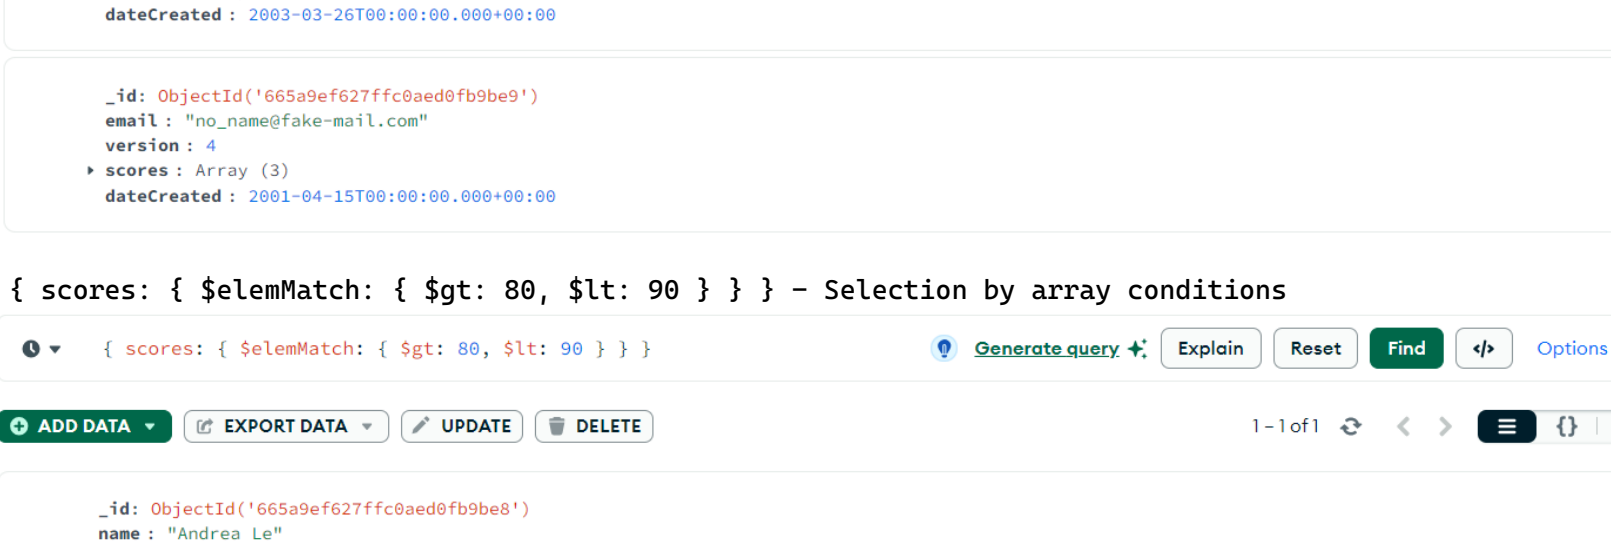 dateCreated : 2003-03-26T00:00:00.000+00:00
_id: ObjectId('665a9ef627ffc0aed0fb9be9')
email : "no_name@fake-mail.com"
version : 4
scores : Array (3)
dateCreated : 2001-04-15T00:00:00.000+00:00
{ scores: { $elemMatch: { $gt: 80, $lt: 90 } } } – Selection by array conditions
{ scores: { $elemMatch: { $gt: 80, $lt: 90 } } } Generate query Explain Reset Find </> Options
ADD DATA EXPORT DATA UPDATE DELETE 1 – 1 of 1 {}
_id: ObjectId('665a9ef627ffc0aed0fb9be8')
name : "Andrea Le"